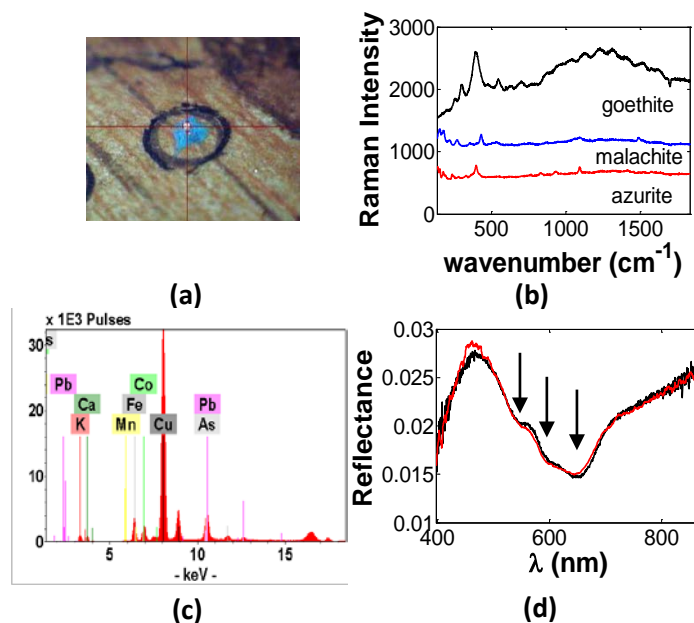 (a)
Raman Intensity
3000
2000
1000
0
goethite
malachite
azurite
500
1000
1500
wavenumber (cm-1)
(b)
x 1E3 Pulses
30
20
10
0
s
Pb
Ca
K
Co
Fe
Mn
Cu
Pb
As
5
10
15
- keV -
(c)
Reflectance
0.03
0.025
0.02
0.015
0.01
400
600
800
λ (nm)
(d)